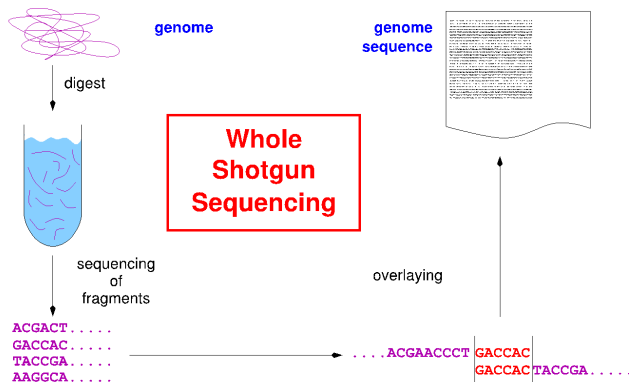 genome
digest
Whole
Shotgun
Sequencing
sequencing
of
fragments
ACGACT.....
GACCAC.....
TACCGA.....
AAGGCA.....
genome
sequence
overlaying
....ACGAACCCT GACCAC
GACCAC TACCGA.....